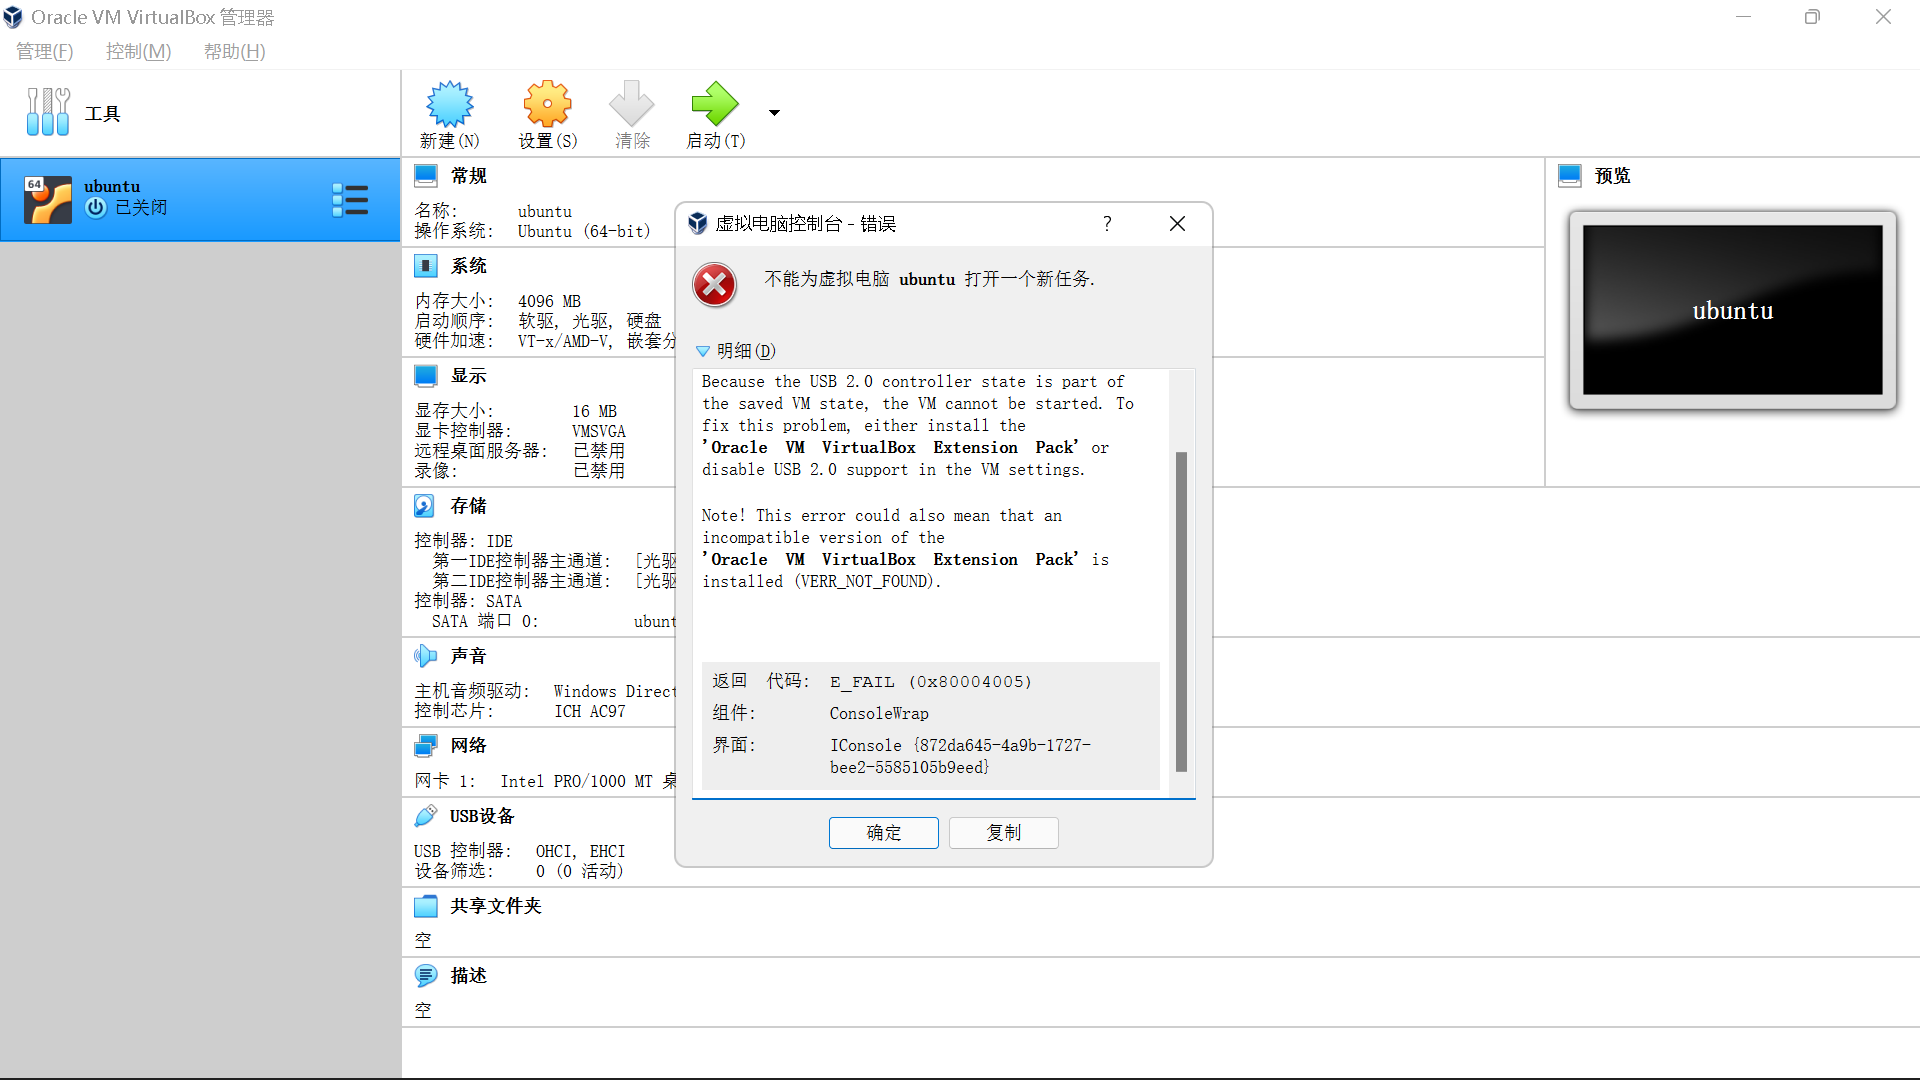 Oracle VM VirtualBox 管理器
管理(F)
控制(M)
帮助(H)
工具
新建(N)
设置(S)
清除
启动(T)
64
ubuntu
已关闭
常规
名称: ubuntu
操作系统: Ubuntu (64-bit)
系统
内存大小: 4096 MB
启动顺序: 软驱, 光驱, 硬盘
硬件加速: VT-x/AMD-V, 嵌套分
显示
显存大小: 16 MB
显卡控制器: VMSVGA
远程桌面服务器: 已禁用
录像: 已禁用
存储
控制器: IDE
第一IDE控制器主通道: [光驱
第二IDE控制器主通道: [光驱
控制器: SATA
SATA 端口 0: ubunt
声音
主机音频驱动: Windows Direct
控制芯片: ICH AC97
网络
网卡 1: Intel PRO/1000 MT 桌
USB设备
USB 控制器: OHCI, EHCI
设备筛选: 0 (0 活动)
共享文件夹
空
描述
空
预览
ubuntu
虚拟电脑控制台 - 错误
?
不能为虚拟电脑 ubuntu 打开一个新任务.
明细(D)
Because the USB 2.0 controller state is part of
the saved VM state, the VM cannot be started. To
fix this problem, either install the
'Oracle VM VirtualBox Extension Pack' or
disable USB 2.0 support in the VM settings.
Note! This error could also mean that an
incompatible version of the
'Oracle VM VirtualBox Extension Pack' is
installed (VERR_NOT_FOUND).
返回 代码: E_FAIL (0x80004005)
组件: ConsoleWrap
界面: IConsole {872da645-4a9b-1727-
bee2-5585105b9eed}
确定
复制